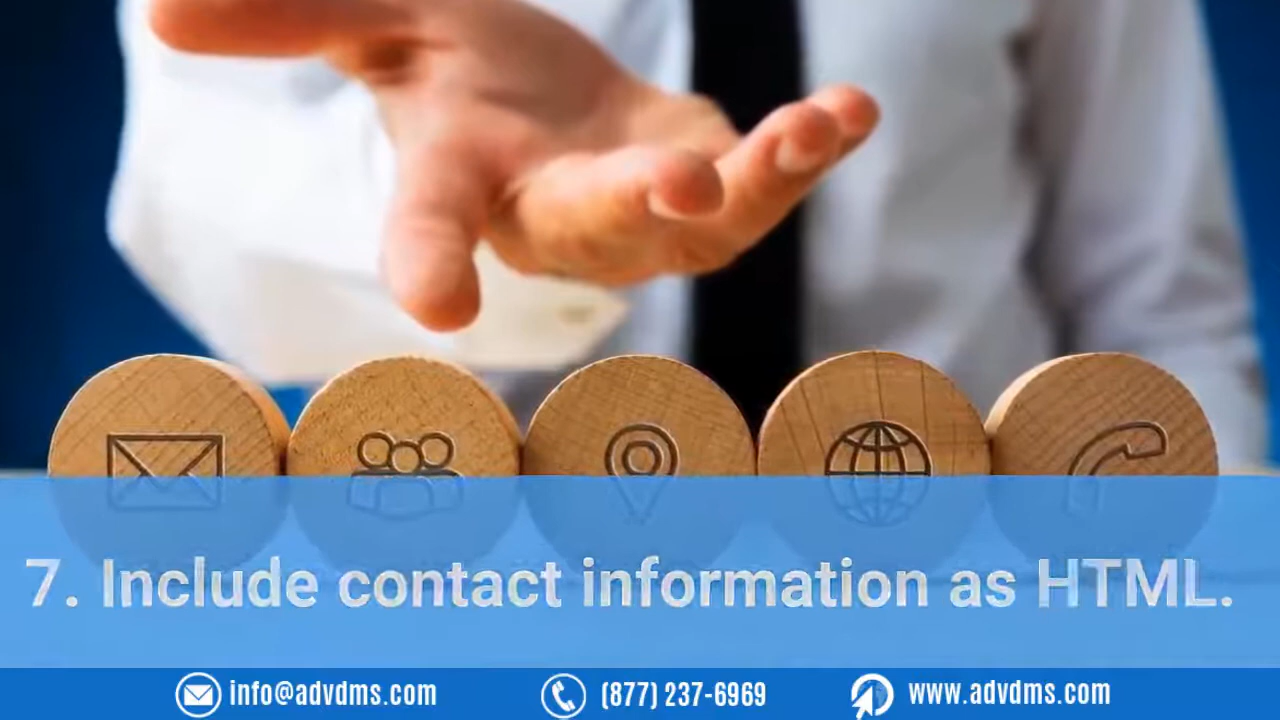 7. Include contact information as HTML.
info@advdms.com (877) 237-6969 www.advdms.com